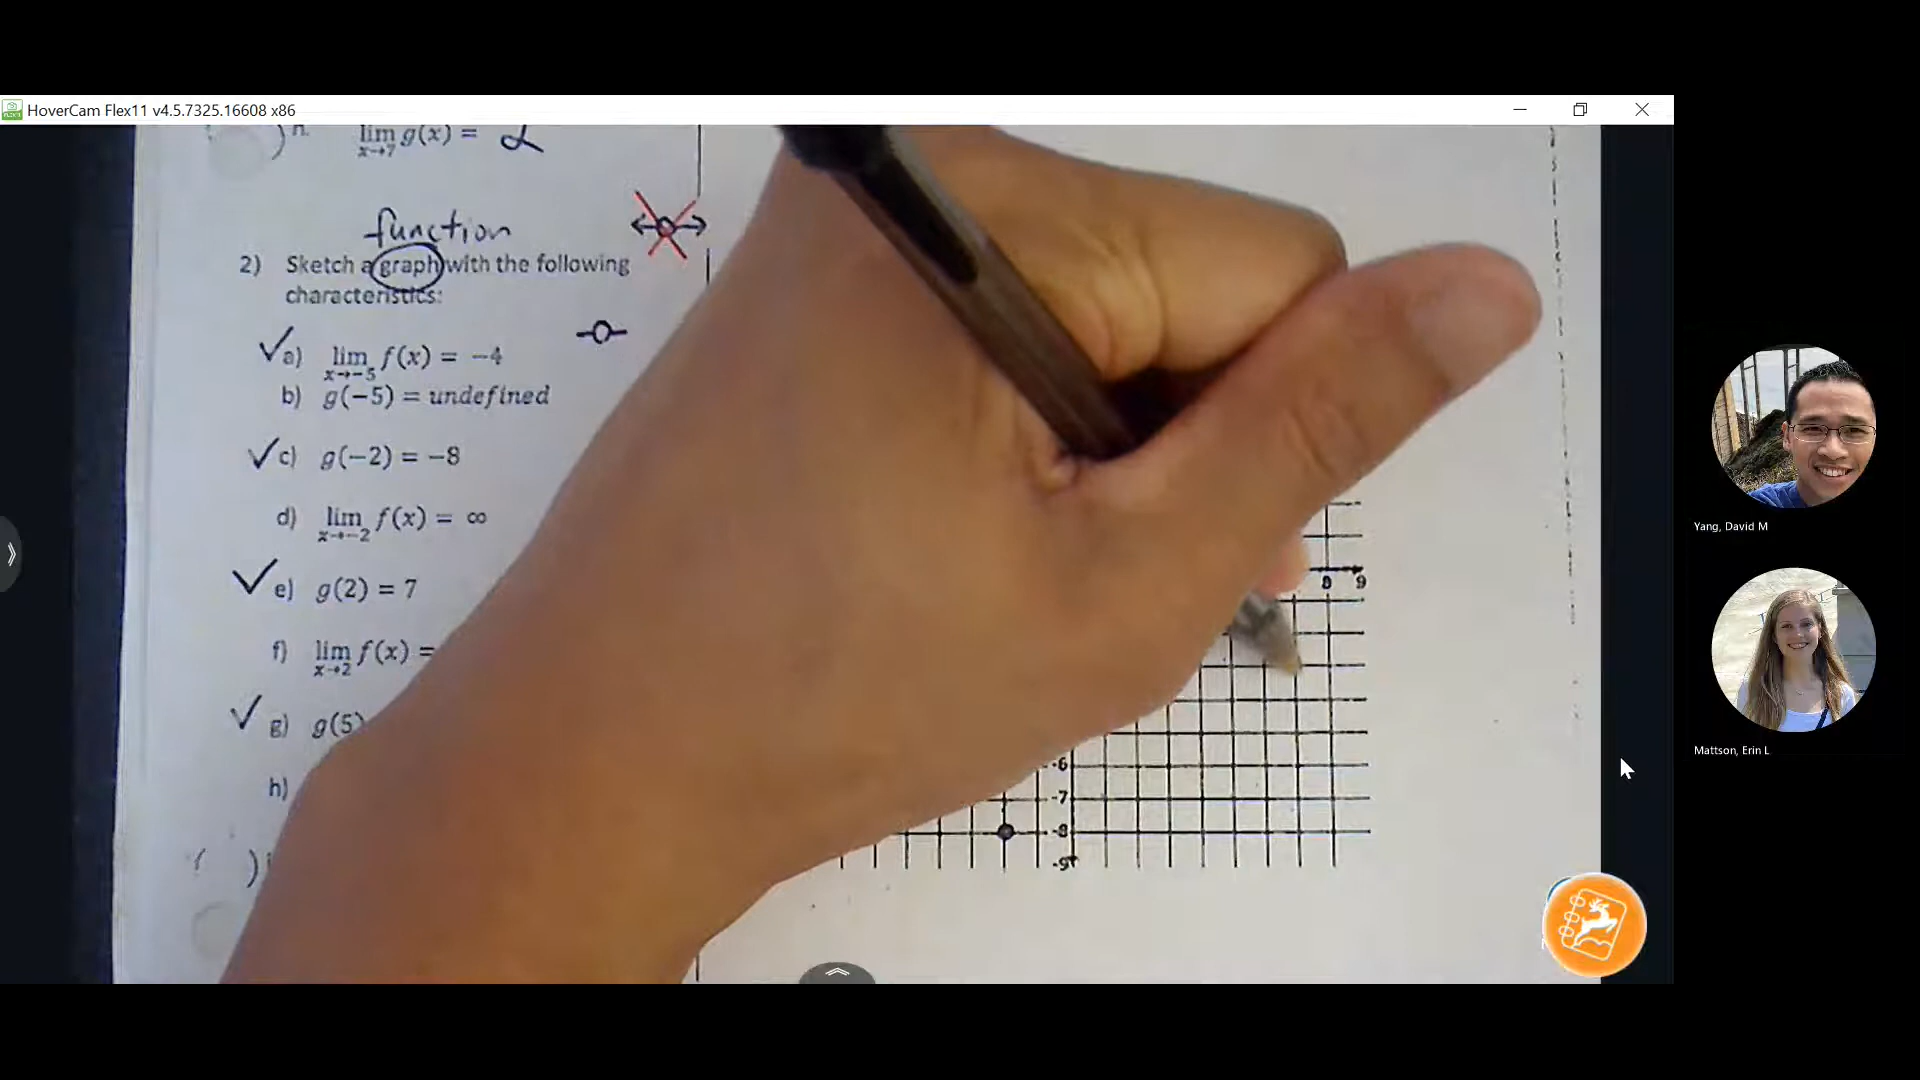 HoverCam Flex11 v4.5.7325.16608 x86
lim g(x) = 2
x→7
function
2) Sketch a graph with the following
characteristics:
✓a) lim f(x) = -4
x→-5
b) g(-5) = undefined
✓c) g(-2) = -8
d) lim f(x) = ∞
x→-2
✓e) g(2) = 7
f) lim f(x) =
x→2
✓g) g(5)
h)
8 9
-6
-7
-8
-9
Yang, David M
Mattson, Erin L